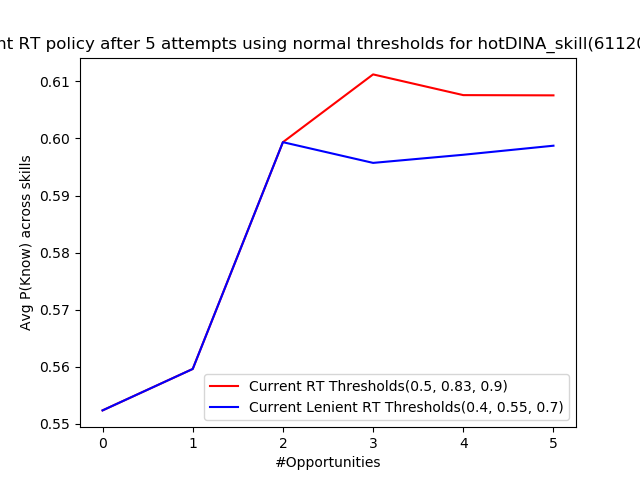 nt RT policy after 5 attempts using normal thresholds for hotDINA_skill(61120
0.61
0.60
0.59
0.58
0.57
0.56
0.55
Avg P(Know) across skills
Current RT Thresholds(0.5, 0.83, 0.9)
Current Lenient RT Thresholds(0.4, 0.55, 0.7)
0 1 2 3 4 5
#Opportunities